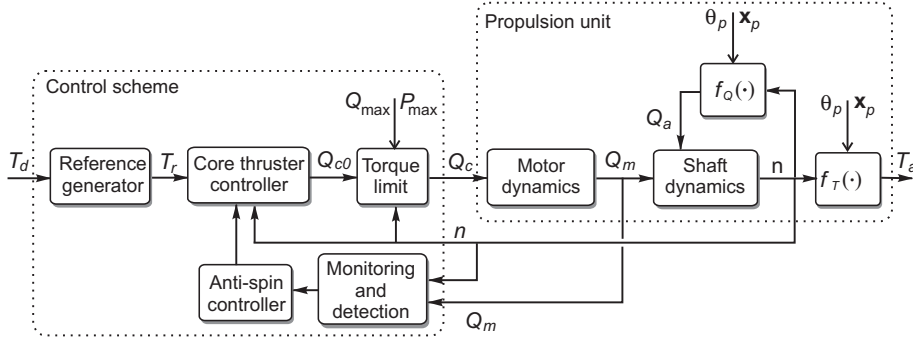 Propulsion unit
θp xp
Control scheme
Qmax Pmax
fQ(·)
θp xp
Qa
Td
Reference generator
Tr
Core thruster controller
Qc0
Torque limit
Qc
Motor dynamics
Qm
Shaft dynamics
n
fT(·)
Ta
n
Anti-spin controller
Monitoring and detection
Qm